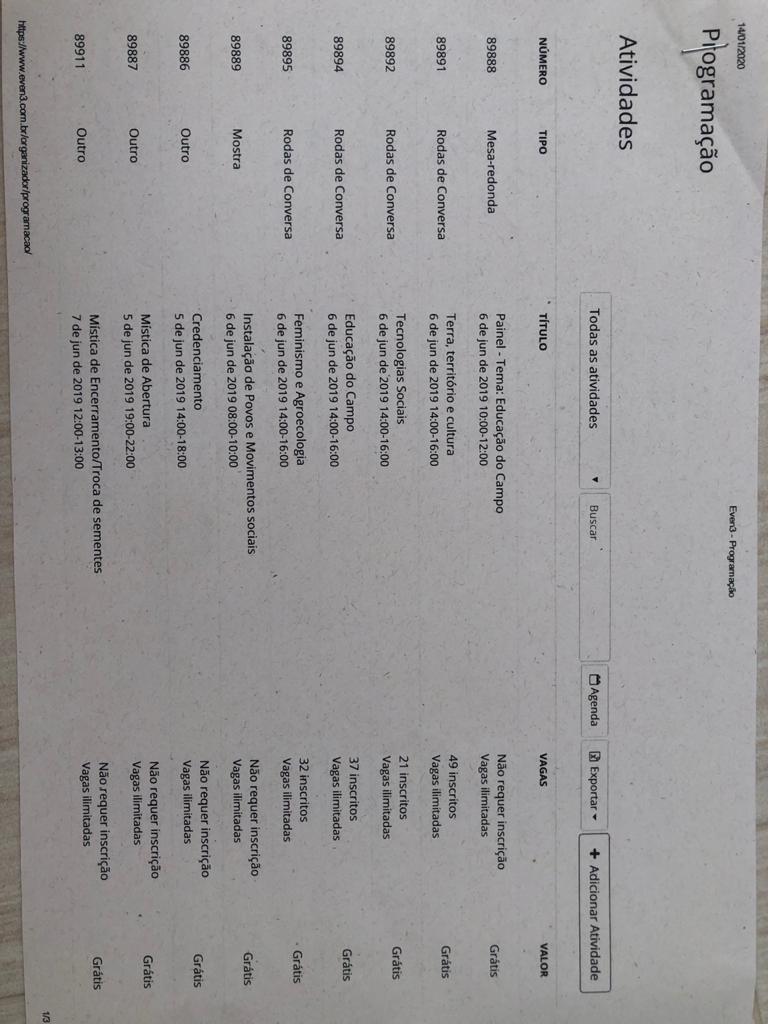 14/01/2020
Even3 - Programação
Programação
Atividades
Todas as atividades Buscar Agenda Exportar + Adicionar Atividade
NÚMERO TIPO TÍTULO VAGAS VALOR
89888 Mesa-redonda Painel - Tema: Educação do Campo Não requer inscrição Grátis
6 de jun de 2019 10:00-12:00 Vagas ilimitadas
89891 Rodas de Conversa Terra, território e cultura 49 inscritos Grátis
6 de jun de 2019 14:00-16:00 Vagas ilimitadas
89892 Rodas de Conversa Tecnologias Sociais 21 inscritos Grátis
6 de jun de 2019 14:00-16:00 Vagas ilimitadas
89894 Rodas de Conversa Educação do Campo 37 inscritos Grátis
6 de jun de 2019 14:00-16:00 Vagas ilimitadas
89895 Rodas de Conversa Feminismo e Agroecologia 32 inscritos Grátis
6 de jun de 2019 14:00-16:00 Vagas ilimitadas
89889 Mostra Instalação de Povos e Movimentos sociais Não requer inscrição Grátis
6 de jun de 2019 08:00-10:00 Vagas ilimitadas
89886 Outro Credenciamento Não requer inscrição Grátis
5 de jun de 2019 14:00-18:00 Vagas ilimitadas
89887 Outro Mística de Abertura Não requer inscrição Grátis
5 de jun de 2019 19:00-22:00 Vagas ilimitadas
89911 Outro Mística de Encerramento/Troca de sementes Não requer inscrição Grátis
7 de jun de 2019 12:00-13:00 Vagas ilimitadas
https://www.even3.com.br/organizador/programacao/
1/3